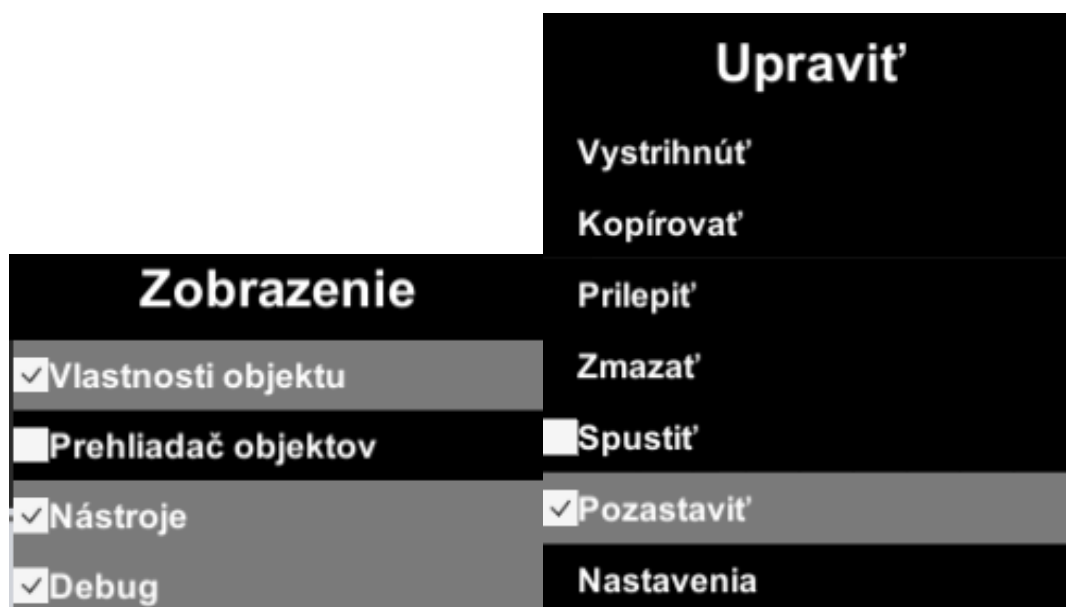 Zobrazenie
Vlastnosti objektu
Prehliadač objektov
Nástroje
Debug
Upraviť
Vystrihnúť
Kopírovať
Prilepiť
Zmazať
Spustiť
Pozastaviť
Nastavenia